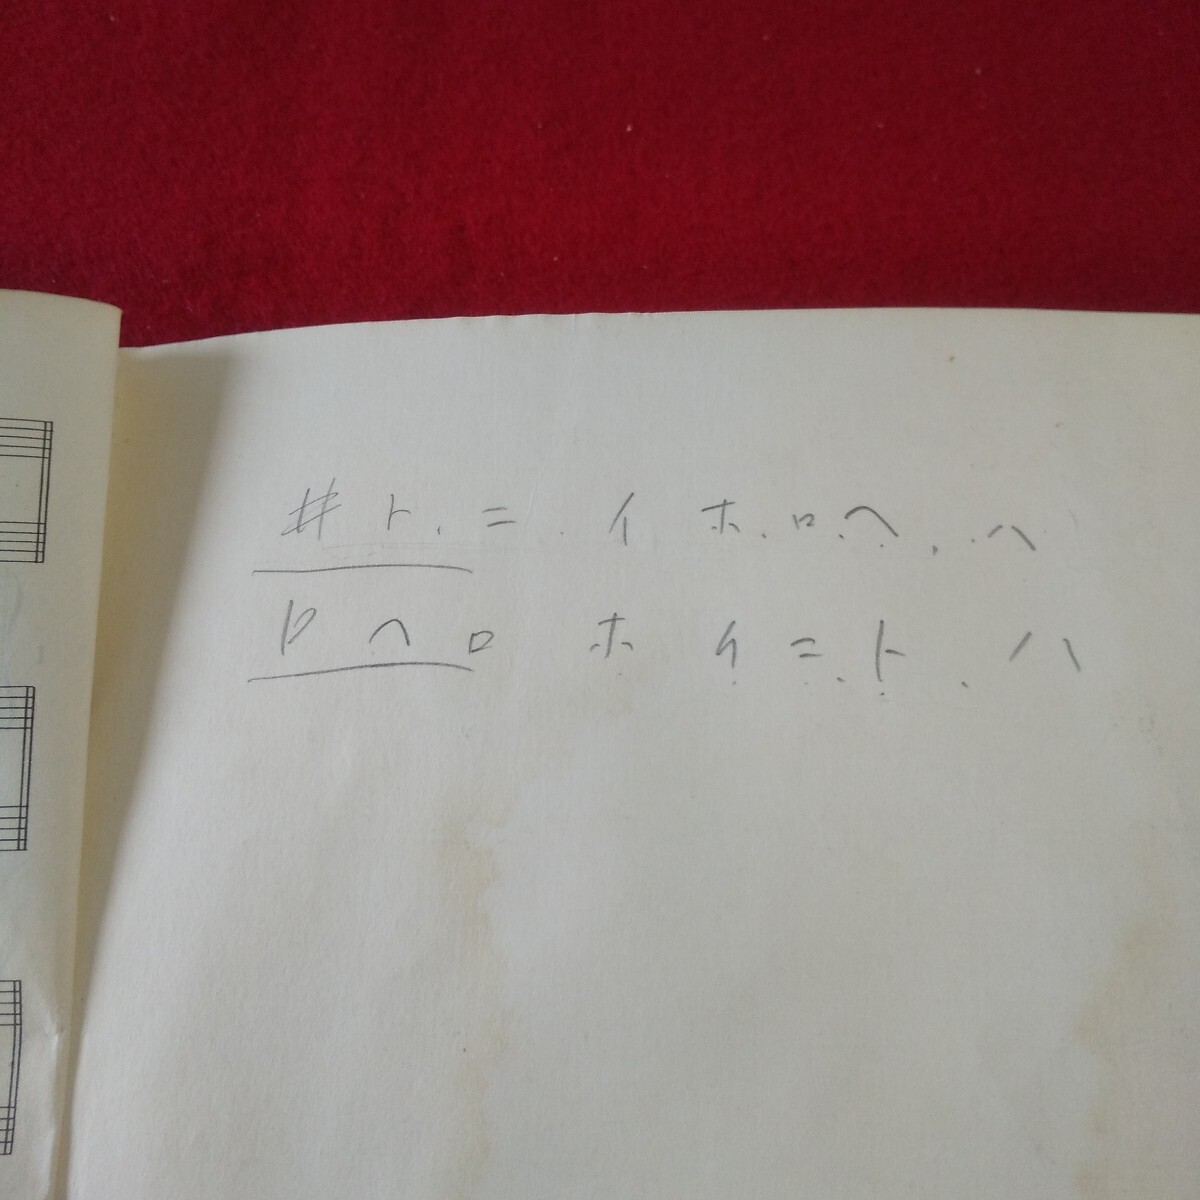 # ト. ニ. イ ホ. ロ. ヘ. ハ
♭ ヘ ロ ホ イ ニ. ト. ハ